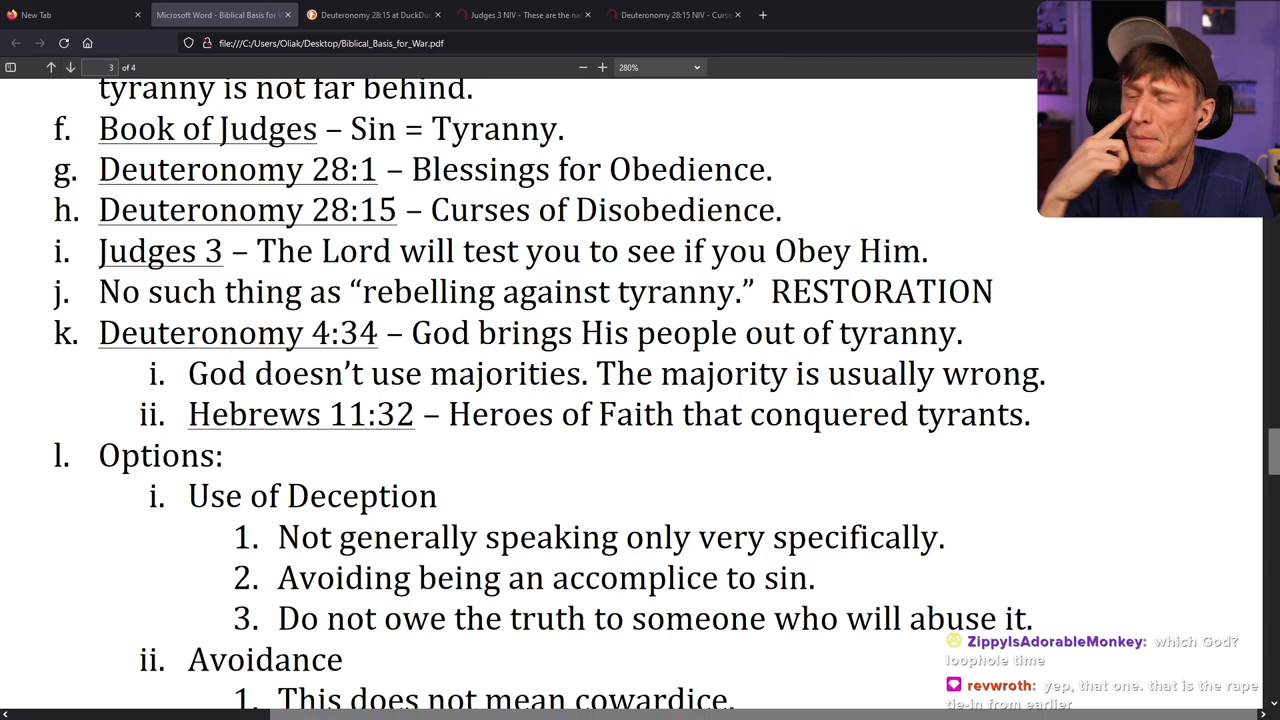 New Tab
Microsoft Word - Biblical Basis for W
Deuteronomy 28:15 at DuckDuc
Judges 3 NIV - These are the na
Deuteronomy 28:15 NIV - Curse
file:///C:/Users/Oliak/Desktop/Biblical_Basis_for_War.pdf
3 of 4
280%
tyranny is not far behind.
f. Book of Judges – Sin = Tyranny.
g. Deuteronomy 28:1 – Blessings for Obedience.
h. Deuteronomy 28:15 – Curses of Disobedience.
i. Judges 3 – The Lord will test you to see if you Obey Him.
j. No such thing as “rebelling against tyranny.” RESTORATION
k. Deuteronomy 4:34 – God brings His people out of tyranny.
i. God doesn’t use majorities. The majority is usually wrong.
ii. Hebrews 11:32 – Heroes of Faith that conquered tyrants.
l. Options:
i. Use of Deception
1. Not generally speaking only very specifically.
2. Avoiding being an accomplice to sin.
3. Do not owe the truth to someone who will abuse it.
ii. Avoidance
1. This does not mean cowardice.
ZippyIsAdorableMonkey: which God?
loophole time
revwroth: yep, that one. that is the rape
tie-in from earlier